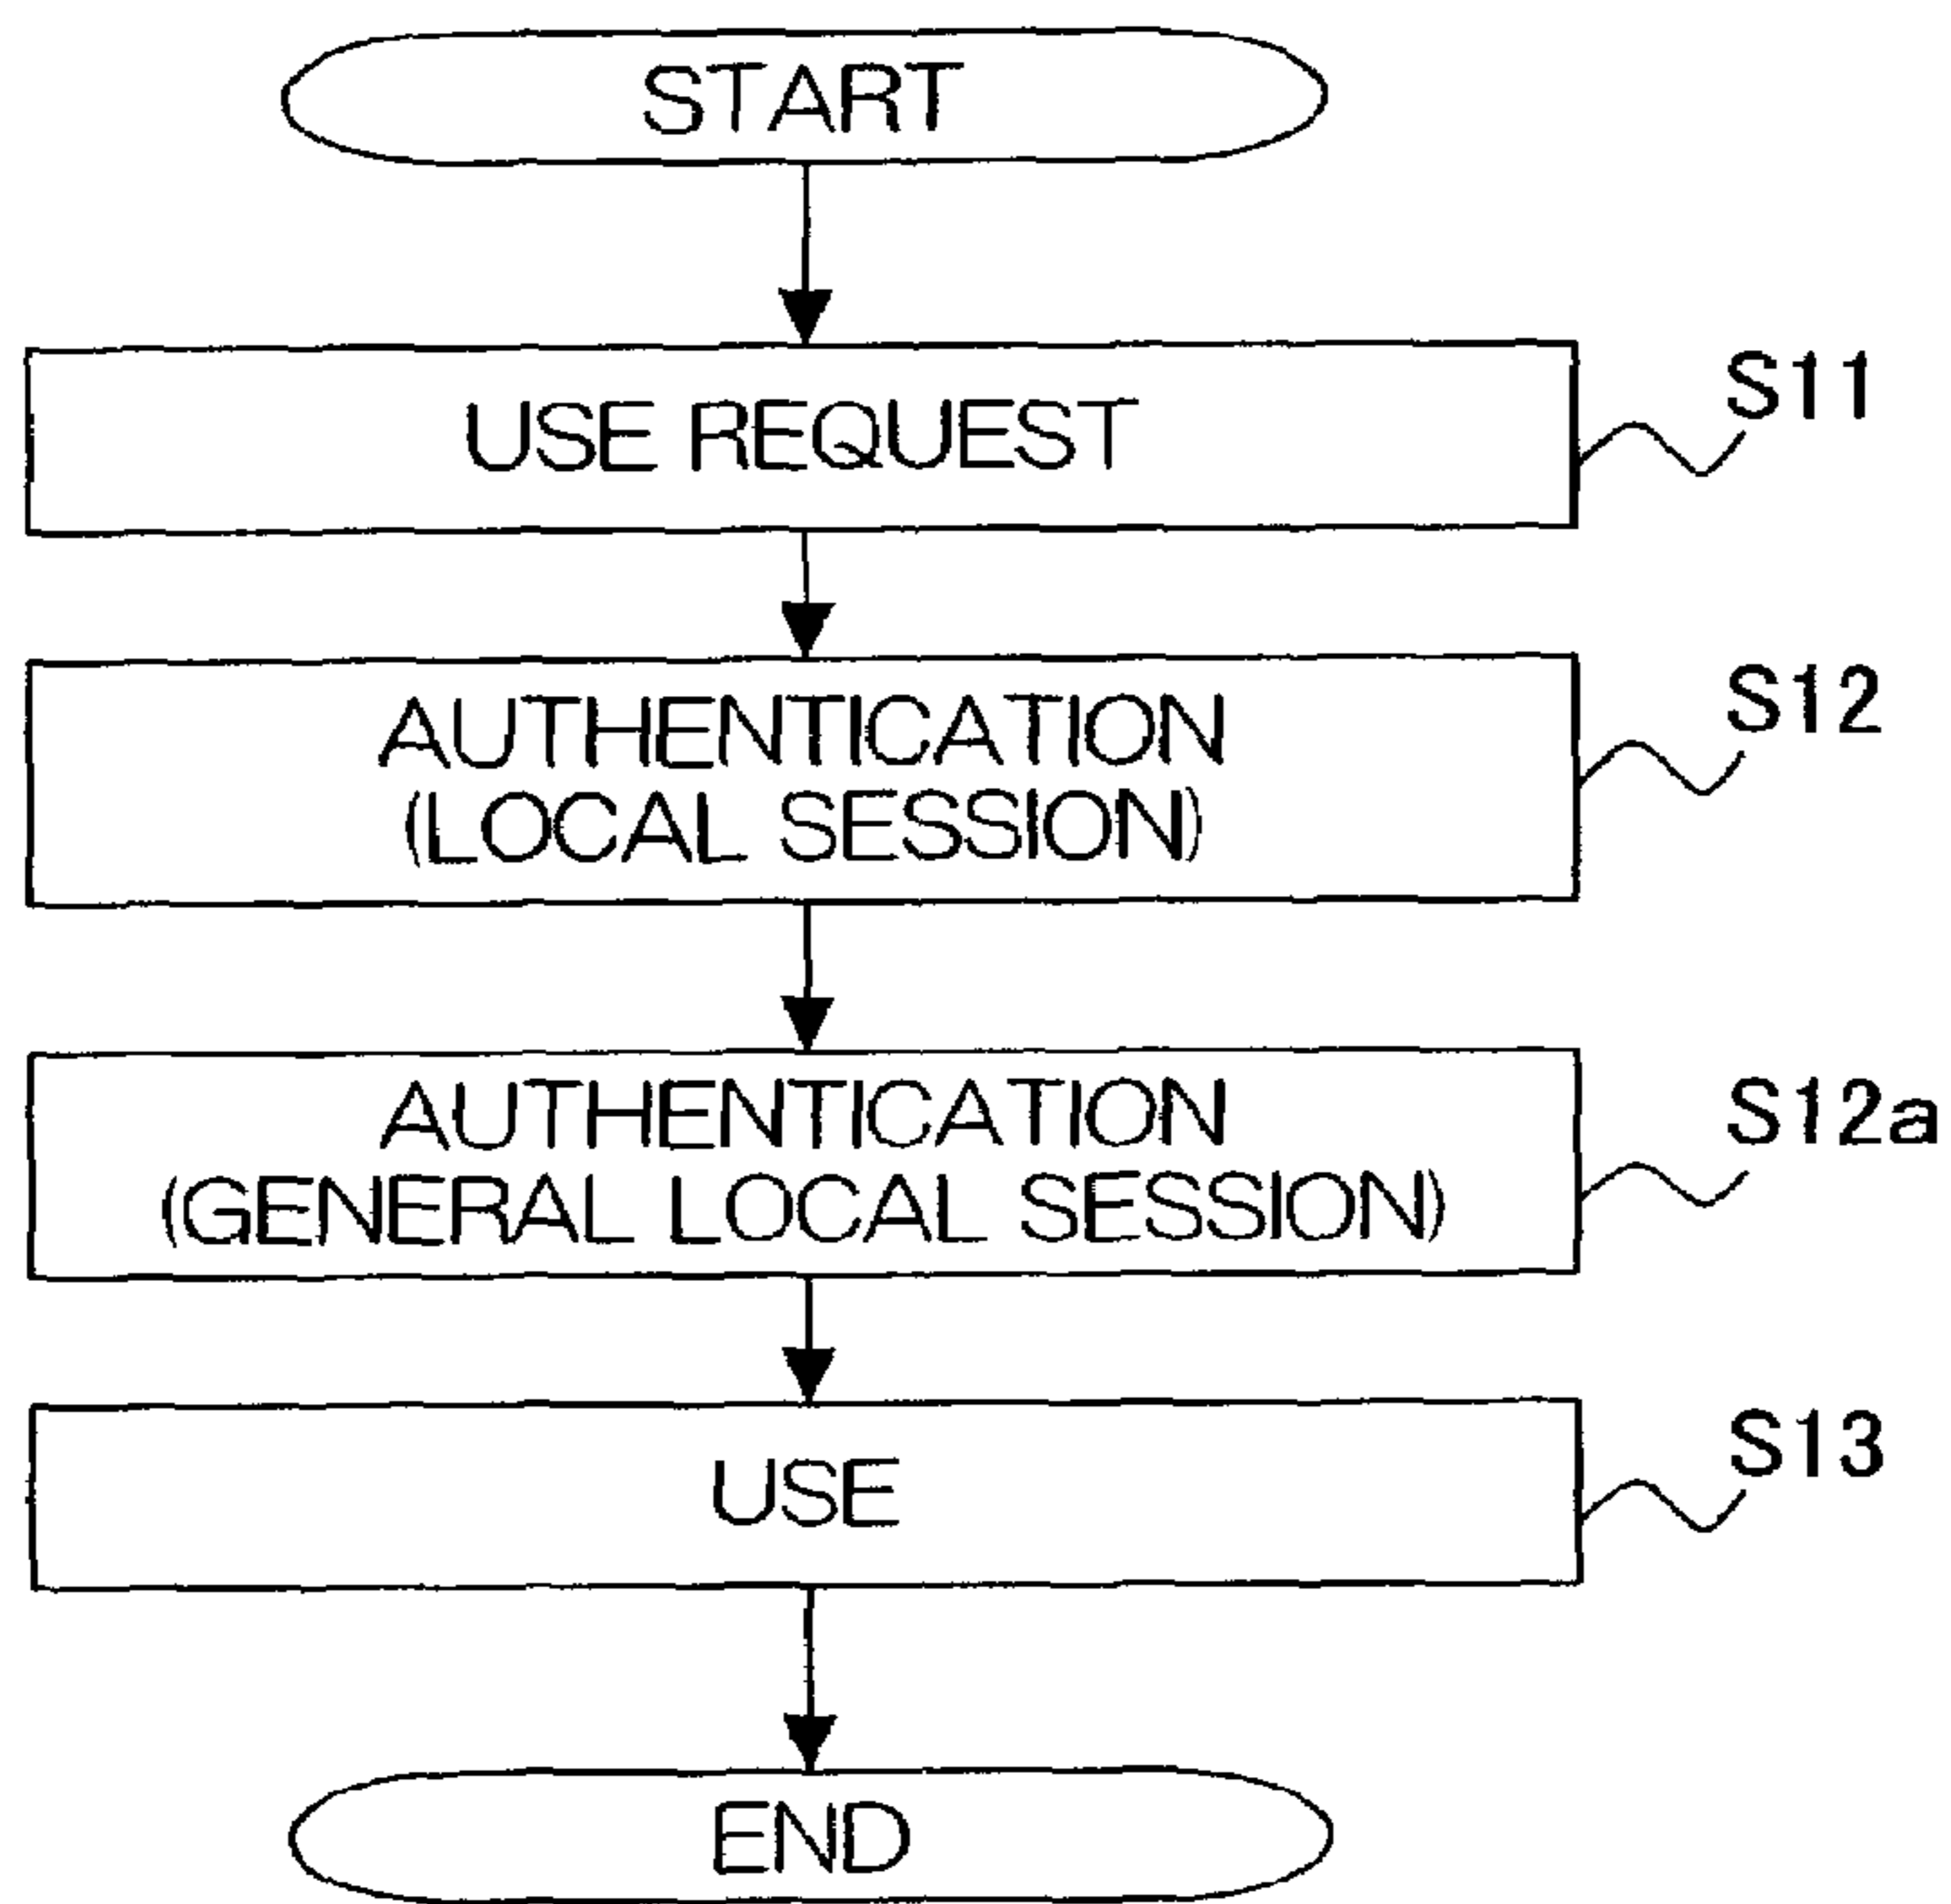 START
USE REQUEST
S11
AUTHENTICATION
(LOCAL SESSION)
S12
AUTHENTICATION
(GENERAL LOCAL SESSION)
S12a
USE
S13
END